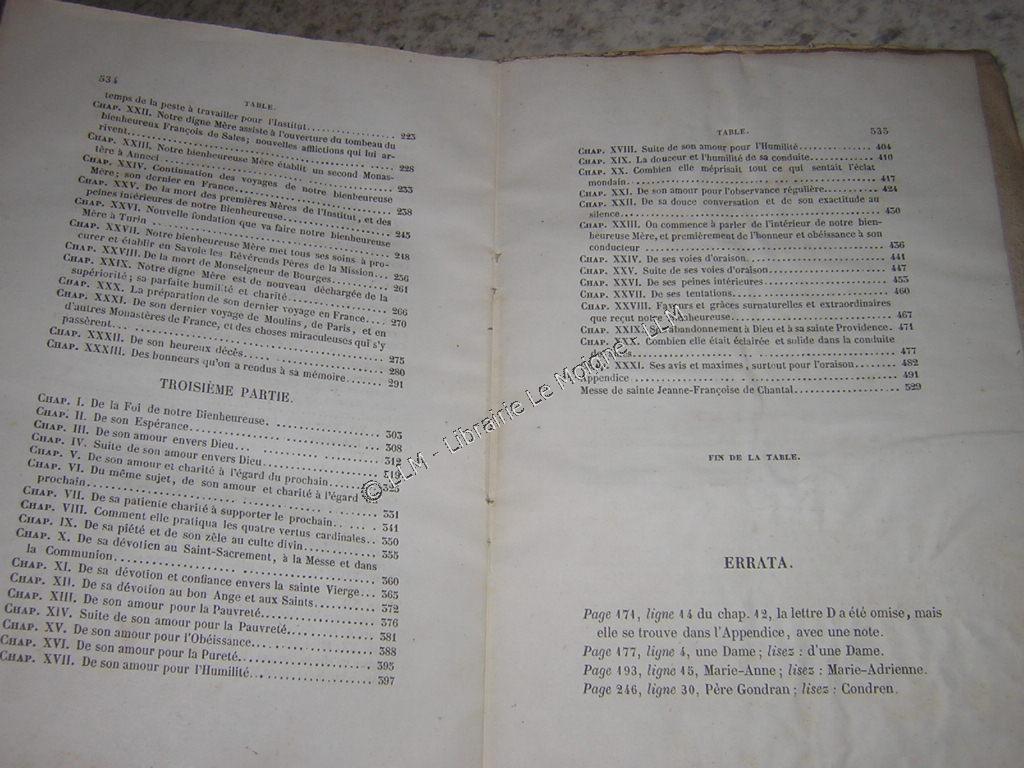 534
TABLE.
temps de la peste à travailler pour l'Institut................. 223
CHAP. XXII. Notre digne Mère assiste à l'ouverture du tombeau du
bienheureux François de Sales; nouvelles afflictions qui lui ar-
rivent.................. 228
CHAP. XXIII. Notre bienheureuse Mère établit un second Monas-
tère à Anneci.................. 233
CHAP. XXIV. Continuation des voyages de notre bienheureuse
Mère; son dernier en France.................. 238
CHAP. XXV. De la mort des premières Mères de l'Institut, et des
peines intérieures de notre Bienheureuse.................. 245
CHAP. XXVI. Nouvelle fondation que va faire notre bienheureuse
Mère à Turin.................. 248
CHAP. XXVII. Notre bienheureuse Mère met tous ses soins à pro-
curer et établir en Savoie les Révérends Pères de la Mission... 256
CHAP. XXVIII. De la mort de Monseigneur de Bourges......... 261
CHAP. XXIX. Notre digne Mère est de nouveau déchargée de la
supériorité; sa parfaite humilité et charité.................. 266
CHAP. XXX. La préparation de son dernier voyage en France... 270
CHAP. XXXI. De son dernier voyage de Moulins, de Paris, et en
d'autres Monastères de France, et des choses miraculeuses qui s'y
passèrent.................. 275
CHAP. XXXII. De son heureux décès.................. 280
CHAP. XXXIII. Des honneurs qu'on a rendus à sa mémoire....... 291
TROISIÈME PARTIE.
CHAP. I. De la Foi de notre Bienheureuse.................. 303
CHAP. II. De son Espérance.................. 308
CHAP. III. De son amour envers Dieu.................. 312
CHAP. IV. Suite de son amour envers Dieu..................
CHAP. V. De son amour et charité à l'égard du prochain......... 325
CHAP. VI. Du même sujet, de son amour et charité à l'égard du
prochain.................. 331
CHAP. VII. De sa patiente charité à supporter le prochain...... 341
CHAP. VIII. Comment elle pratiqua les quatre vertus cardinales.. 350
CHAP. IX. De sa piété et de son zèle au culte divin............ 355
CHAP. X. De sa dévotion au Saint-Sacrement, à la Messe et dans
la Communion.................. 360
CHAP. XI. De sa dévotion et confiance envers la sainte Vierge... 365
CHAP. XII. De sa dévotion au bon Ange et aux Saints........... 372
CHAP. XIII. De son amour pour la Pauvreté.................. 376
CHAP. XIV. Suite de son amour pour la Pauvreté............... 381
CHAP. XV. De son amour pour l'Obéissance.................. 388
CHAP. XVI. De son amour pour la Pureté.................. 395
CHAP. XVII. De son amour pour l'Humilité.................. 397
TABLE. 535
CHAP. XVIII. Suite de son amour pour l'Humilité............... 404
CHAP. XIX. La douceur et l'humilité de sa conduite............ 410
CHAP. XX. Combien elle méprisait tout ce qui sentait l'éclat
mondain.................. 417
CHAP. XXI. De son amour pour l'observance régulière.......... 424
CHAP. XXII. De sa douce conversation et de son exactitude au
silence.................. 430
CHAP. XXIII. On commence à parler de l'intérieur de notre bien-
heureuse Mère, et premièrement de l'honneur et obéissance à son
conducteur.................. 436
CHAP. XXIV. De ses voies d'oraison.................. 441
CHAP. XXV. Suite de ses voies d'oraison.................. 447
CHAP. XXVI. De ses peines intérieures.................. 453
CHAP. XXVII. De ses tentations.................. 460
CHAP. XXVIII. Faveurs et grâces surnaturelles et extraordinaires
que reçut notre Bienheureuse.................. 467
CHAP. XXIX. Son abandonnement à Dieu et à sa sainte Providence. 471
CHAP. XXX. Combien elle était éclairée et solide dans la conduite
.................. 477
XXXI. Ses avis et maximes, surtout pour l'oraison........ 482
Appendice.................. 491
Messe de sainte Jeanne-Françoise de Chantal.................. 529
FIN DE LA TABLE.
ERRATA.
Page 171, ligne 14 du chap. 12, la lettre D a été omise, mais
elle se trouve dans l'Appendice, avec une note.
Page 177, ligne 4, une Dame; lisez : d'une Dame.
Page 193, ligne 15, Marie-Anne; lisez : Marie-Adrienne.
Page 246, ligne 30, Père Gondran; lisez : Condren.
© JLM - Librairie Le Moigne - JLM